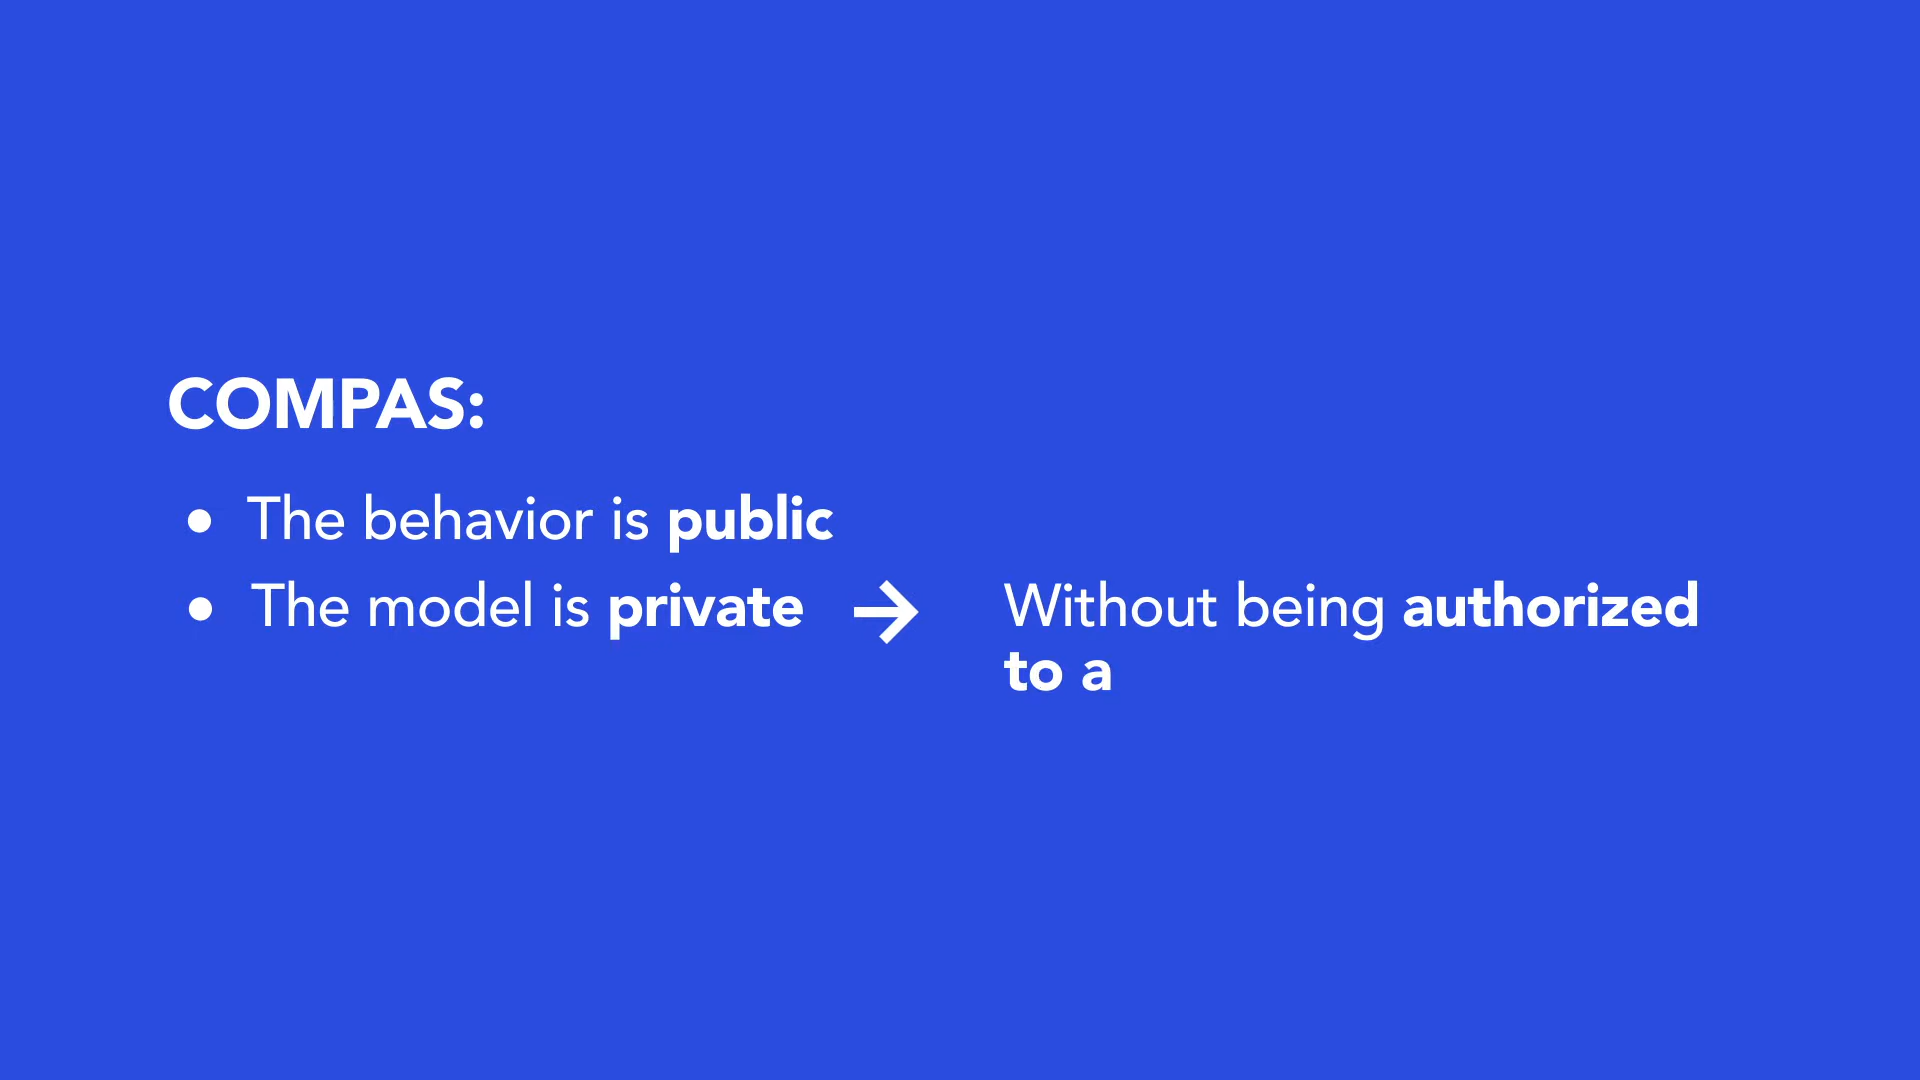 COMPAS:
● The behavior is public
● The model is private → Without being authorized
to a